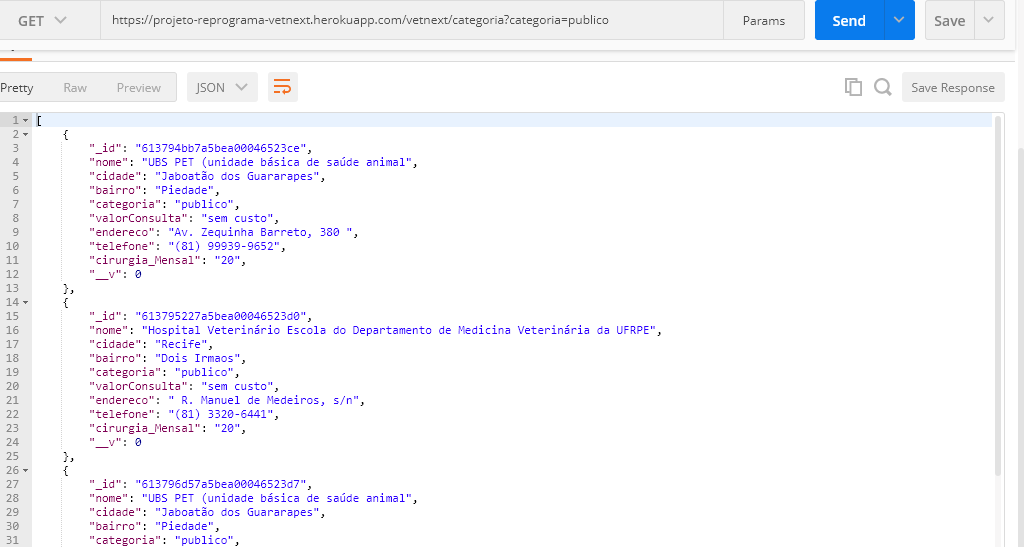 GET https://projeto-reprograma-vetnext.herokuapp.com/vetnext/categoria?categoria=publico Params Send Save
Pretty Raw Preview JSON Save Response
1 [
2 {
3 "_id": "613794bb7a5bea00046523ce",
4 "nome": "UBS PET (unidade básica de saúde animal",
5 "cidade": "Jaboatão dos Guararapes",
6 "bairro": "Piedade",
7 "categoria": "publico",
8 "valorConsulta": "sem custo",
9 "endereco": "Av. Zequinha Barreto, 380 ",
10 "telefone": "(81) 99939-9652",
11 "cirurgia_Mensal": "20",
12 "__v": 0
13 },
14 {
15 "_id": "613795227a5bea00046523d0",
16 "nome": "Hospital Veterinário Escola do Departamento de Medicina Veterinária da UFRPE",
17 "cidade": "Recife",
18 "bairro": "Dois Irmaos",
19 "categoria": "publico",
20 "valorConsulta": "sem custo",
21 "endereco": " R. Manuel de Medeiros, s/n",
22 "telefone": "(81) 3320-6441",
23 "cirurgia_Mensal": "20",
24 "__v": 0
25 },
26 {
27 "_id": "613796d57a5bea00046523d7",
28 "nome": "UBS PET (unidade básica de saúde animal",
29 "cidade": "Jaboatão dos Guararapes",
30 "bairro": "Piedade",
31 "categoria": "publico",